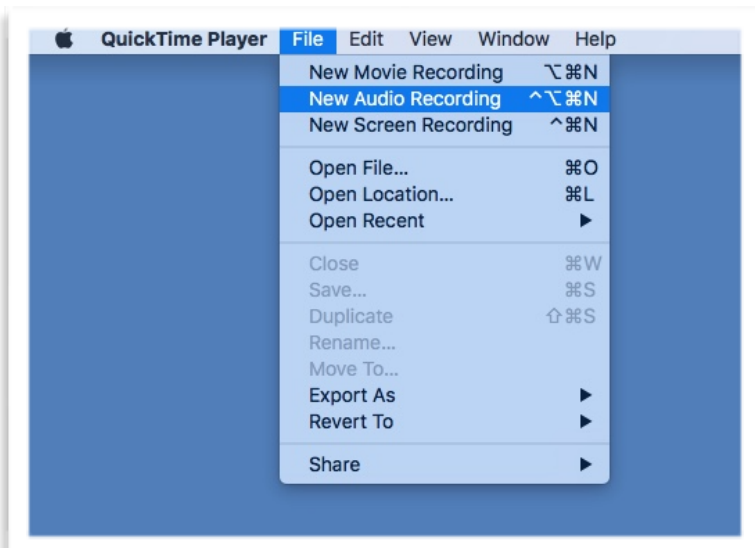 QuickTime Player File Edit View Window Help
New Movie Recording ⌥⌘N
New Audio Recording ^⌥⌘N
New Screen Recording ^⌘N
Open File... ⌘O
Open Location... ⌘L
Open Recent ▶
Close ⌘W
Save... ⌘S
Duplicate ⇧⌘S
Rename...
Move To...
Export As ▶
Revert To ▶
Share ▶